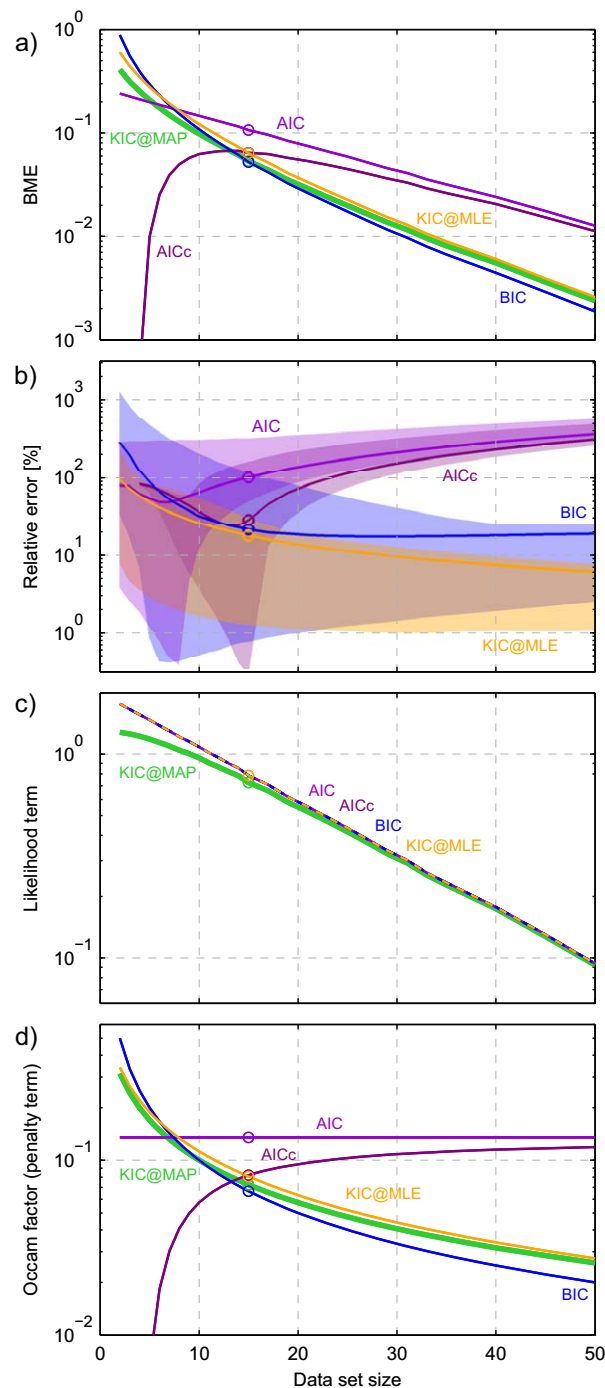 a)
BME
10^0
10^−1
10^−2
10^−3
AIC
KIC@MAP
KIC@MLE
AICc
BIC
b)
Relative error [%]
10^3
10^2
10^1
10^0
AIC
AICc
BIC
KIC@MLE
c)
Likelihood term
10^0
10^−1
KIC@MAP
AIC
AICc
BIC
KIC@MLE
d)
Occam factor (penalty term)
10^−1
10^−2
AIC
AICc
KIC@MAP
KIC@MLE
BIC
0 10 20 30 40 50
Data set size